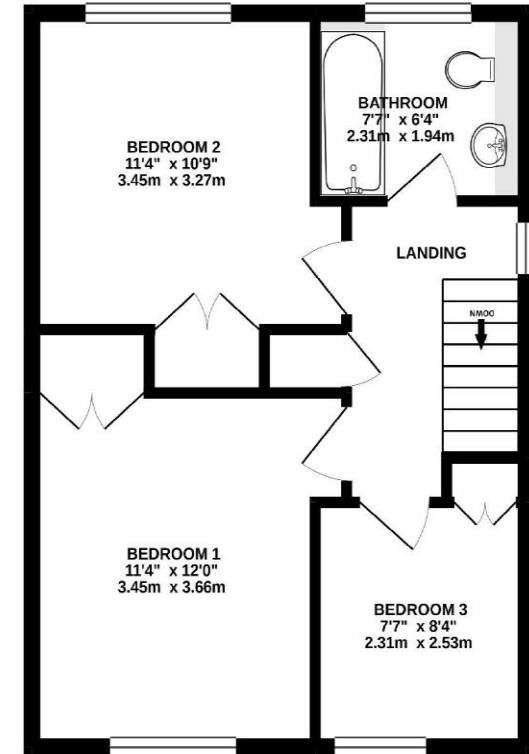 BEDROOM 2
11'4" x 10'9"
3.45m x 3.27m
BATHROOM
7'7" x 6'4"
2.31m x 1.94m
LANDING
DOWN
BEDROOM 1
11'4" x 12'0"
3.45m x 3.66m
BEDROOM 3
7'7" x 8'4"
2.31m x 2.53m